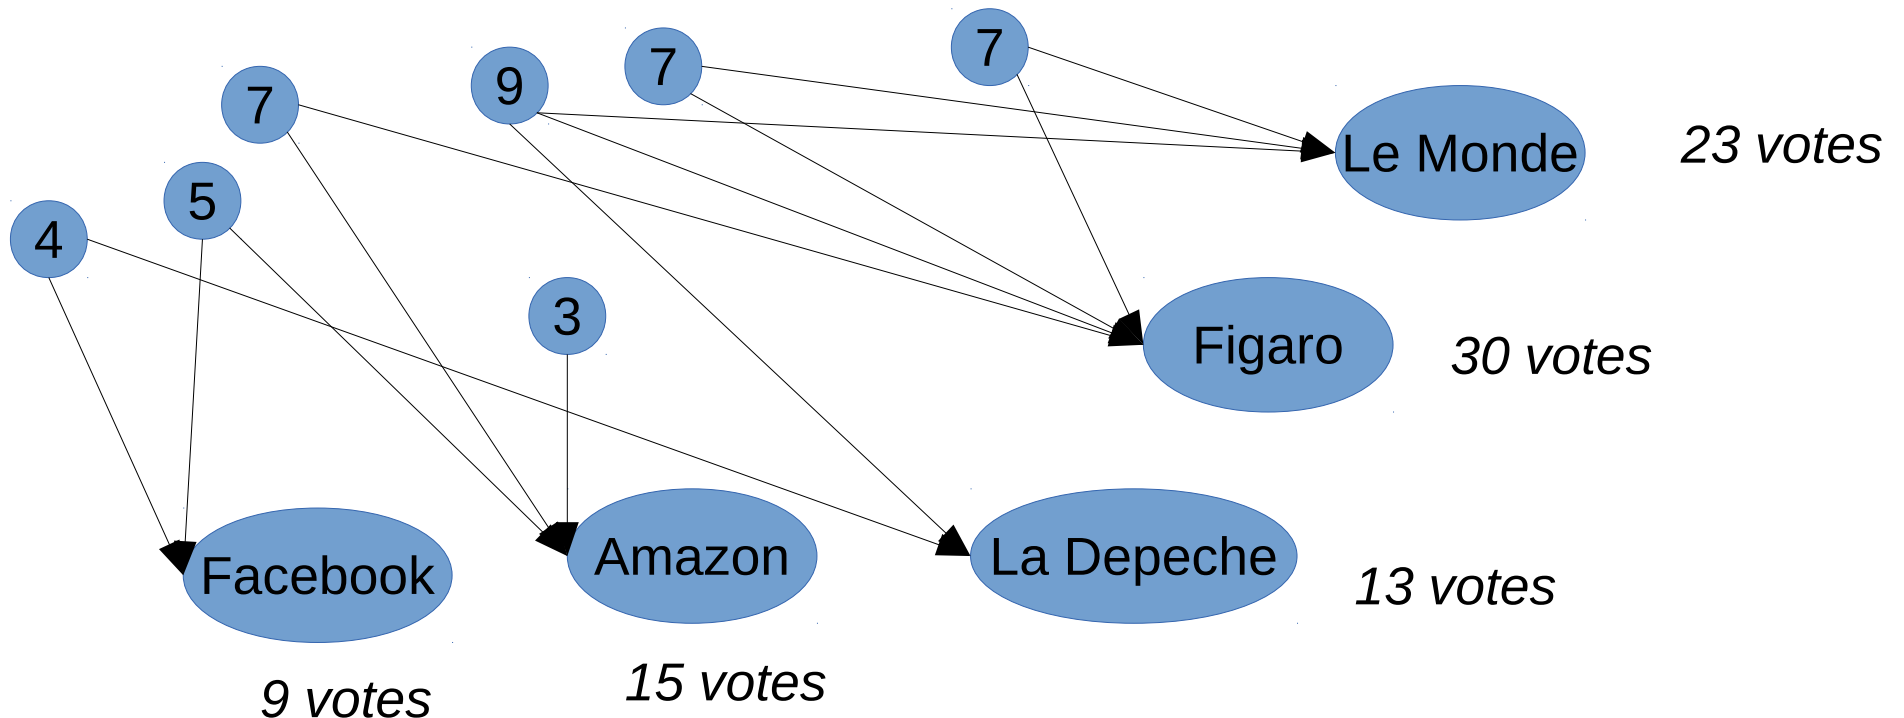 7
7
9
7
5
4
3
Le Monde
23 votes
Figaro
30 votes
Facebook
9 votes
Amazon
15 votes
La Depeche
13 votes